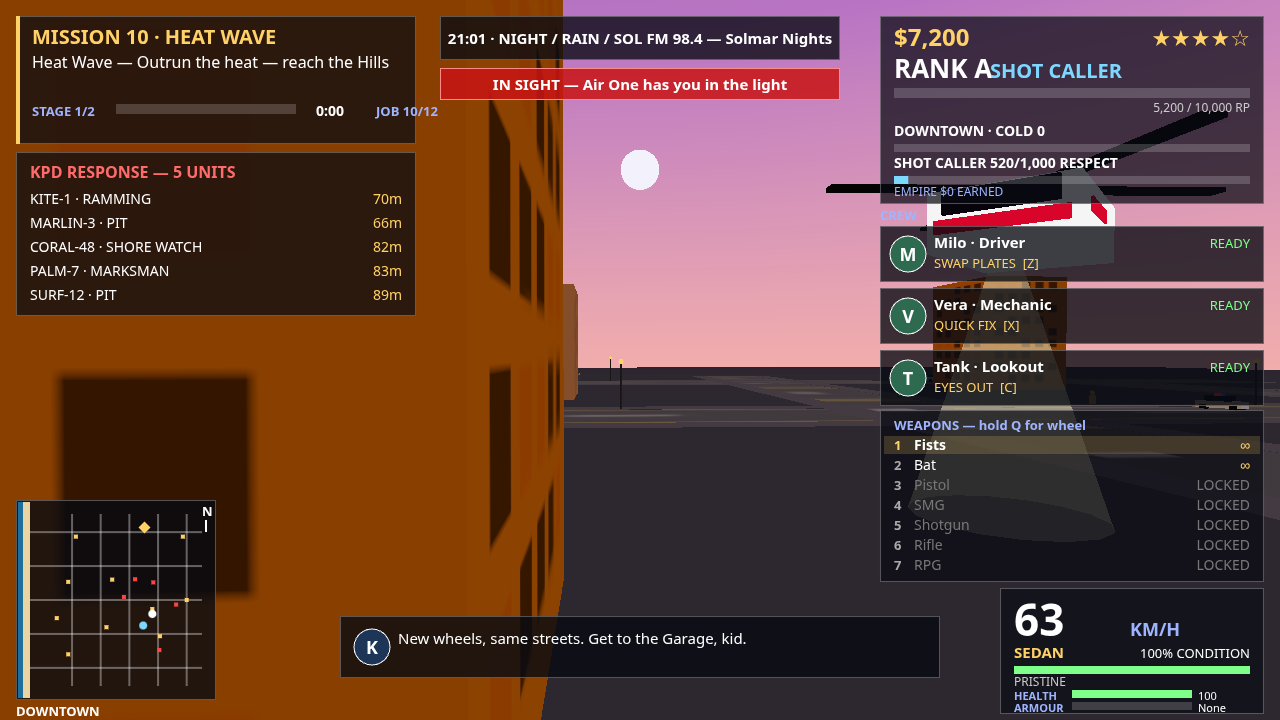 MISSION 10 · HEAT WAVE
Heat Wave — Outrun the heat — reach the Hills
STAGE 1/2
0:00
JOB 10/12
KPD RESPONSE — 5 UNITS
KITE-1 · RAMMING 70m
MARLIN-3 · PIT 66m
CORAL-48 · SHORE WATCH 82m
PALM-7 · MARKSMAN 83m
SURF-12 · PIT 89m
21:01 · NIGHT / RAIN / SOL FM 98.4 — Solmar Nights
IN SIGHT — Air One has you in the light
$7,200 ★★★★☆
RANK A SHOT CALLER
5,200 / 10,000 RP
DOWNTOWN · COLD 0
SHOT CALLER 520/1,000 RESPECT
EMPIRE $0 EARNED
CREW
M
Milo · Driver READY
SWAP PLATES [Z]
V
Vera · Mechanic READY
QUICK FIX [X]
T
Tank · Lookout READY
EYES OUT [C]
WEAPONS — hold Q for wheel
1 Fists ∞
2 Bat ∞
3 Pistol LOCKED
4 SMG LOCKED
5 Shotgun LOCKED
6 Rifle LOCKED
7 RPG LOCKED
N
DOWNTOWN
K
New wheels, same streets. Get to the Garage, kid.
63 KM/H
SEDAN 100% CONDITION
PRISTINE
HEALTH 100
ARMOUR None